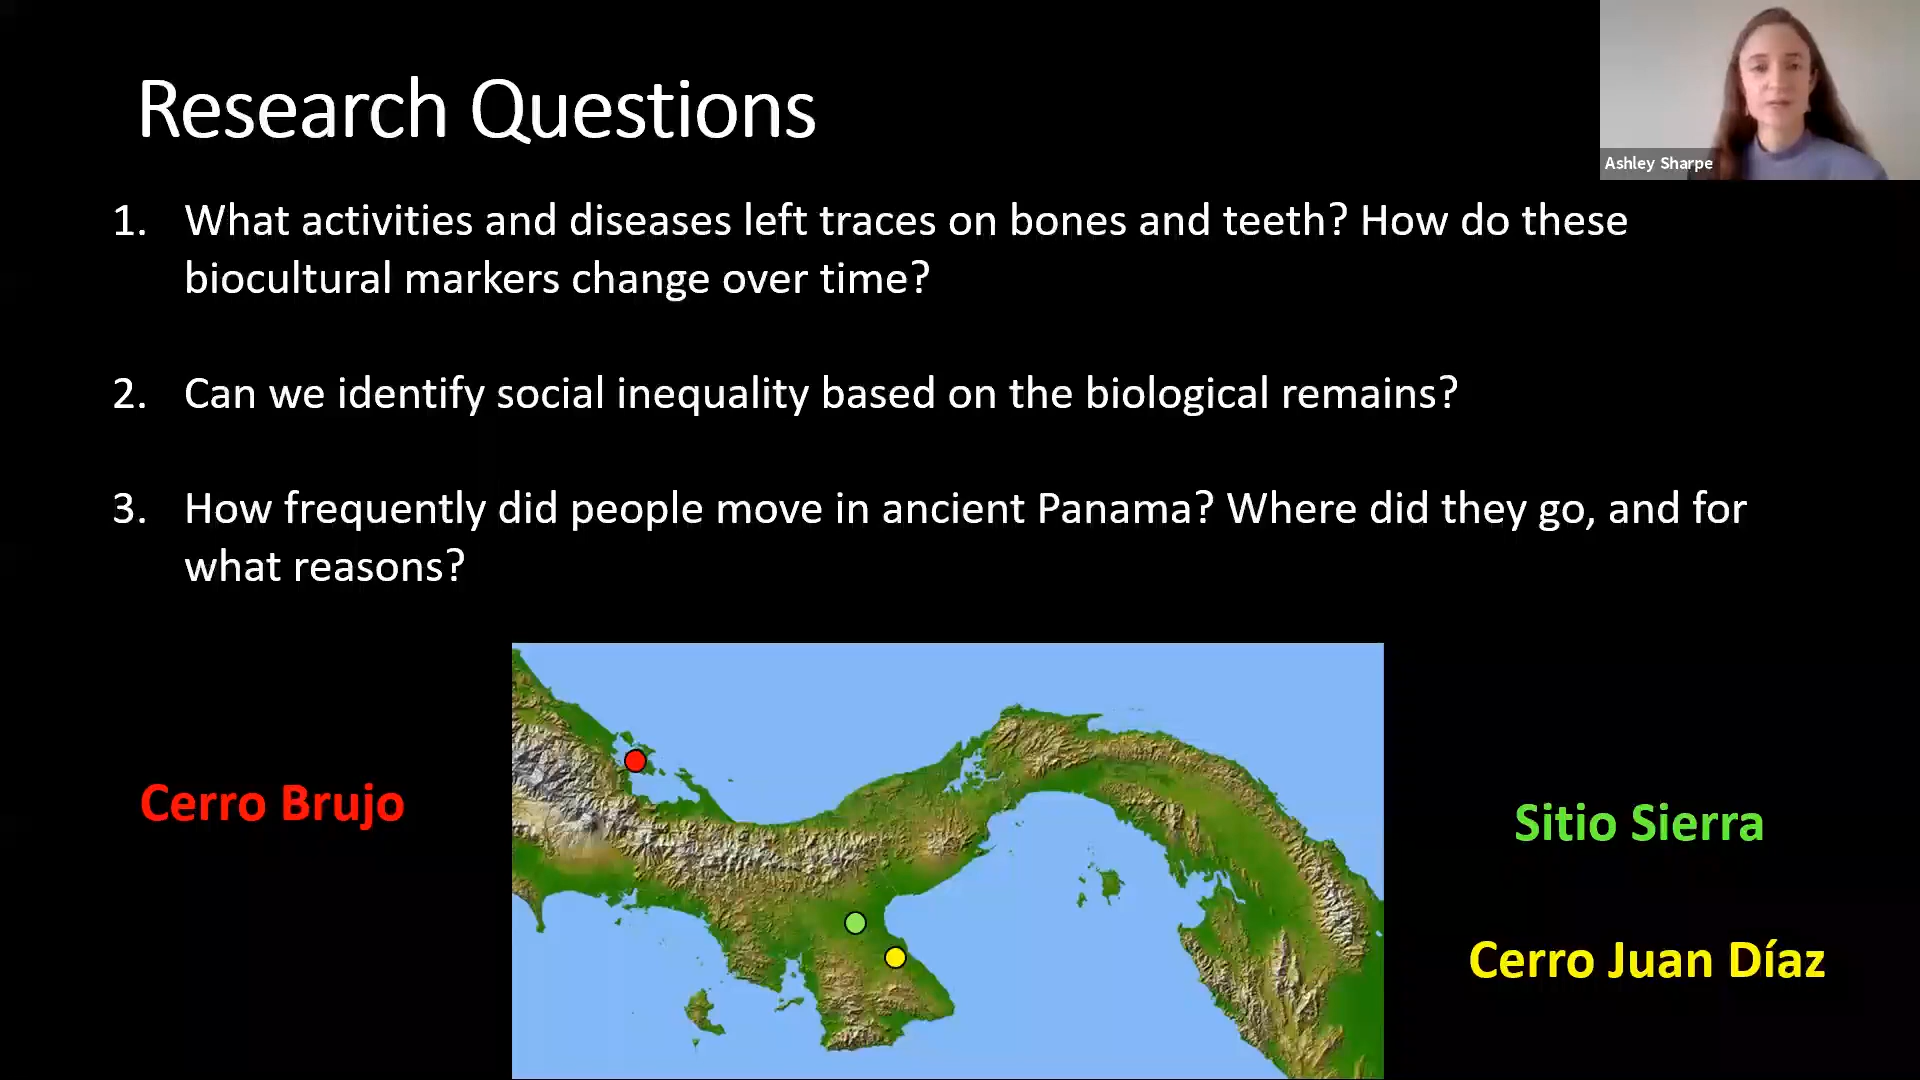 Research Questions
Ashley Sharpe
1. What activities and diseases left traces on bones and teeth? How do these
biocultural markers change over time?
2. Can we identify social inequality based on the biological remains?
3. How frequently did people move in ancient Panama? Where did they go, and for
what reasons?
Cerro Brujo
Sitio Sierra
Cerro Juan Díaz